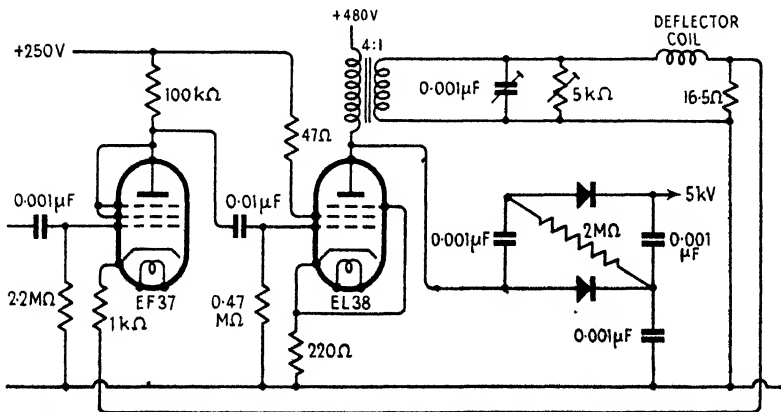 +480V
DEFLECTOR
COIL
+250V
4:1
100kΩ
0·001μF
5kΩ
16·5Ω
47Ω
0·001μF
0·01μF
5kV
0·001μF
2MΩ
0·001
μF
2·2MΩ
EF37
1kΩ
0·47
MΩ
EL38
220Ω
0·001μF